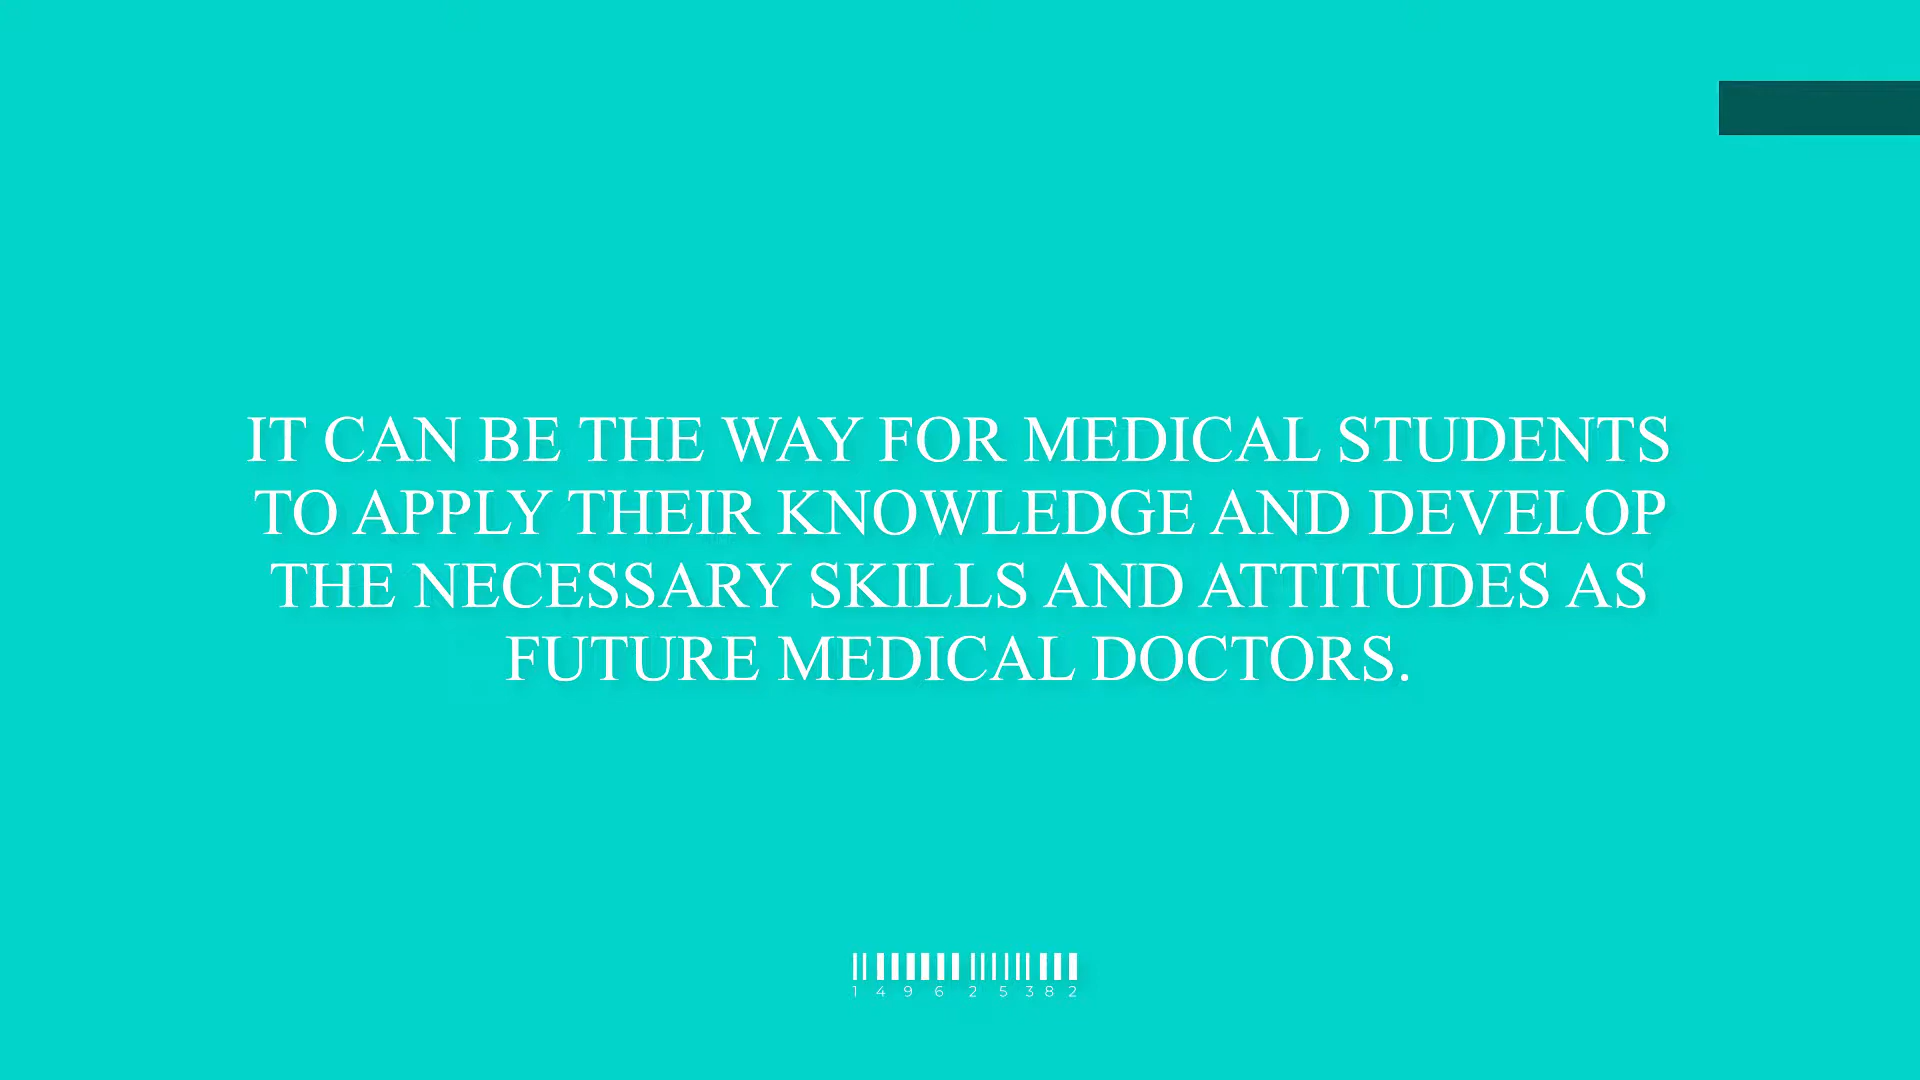 IT CAN BE THE WAY FOR MEDICAL STUDENTS
TO APPLY THEIR KNOWLEDGE AND DEVELOP
THE NECESSARY SKILLS AND ATTITUDES AS
FUTURE MEDICAL DOCTORS.
1 4 9 6 2 5 3 8 2